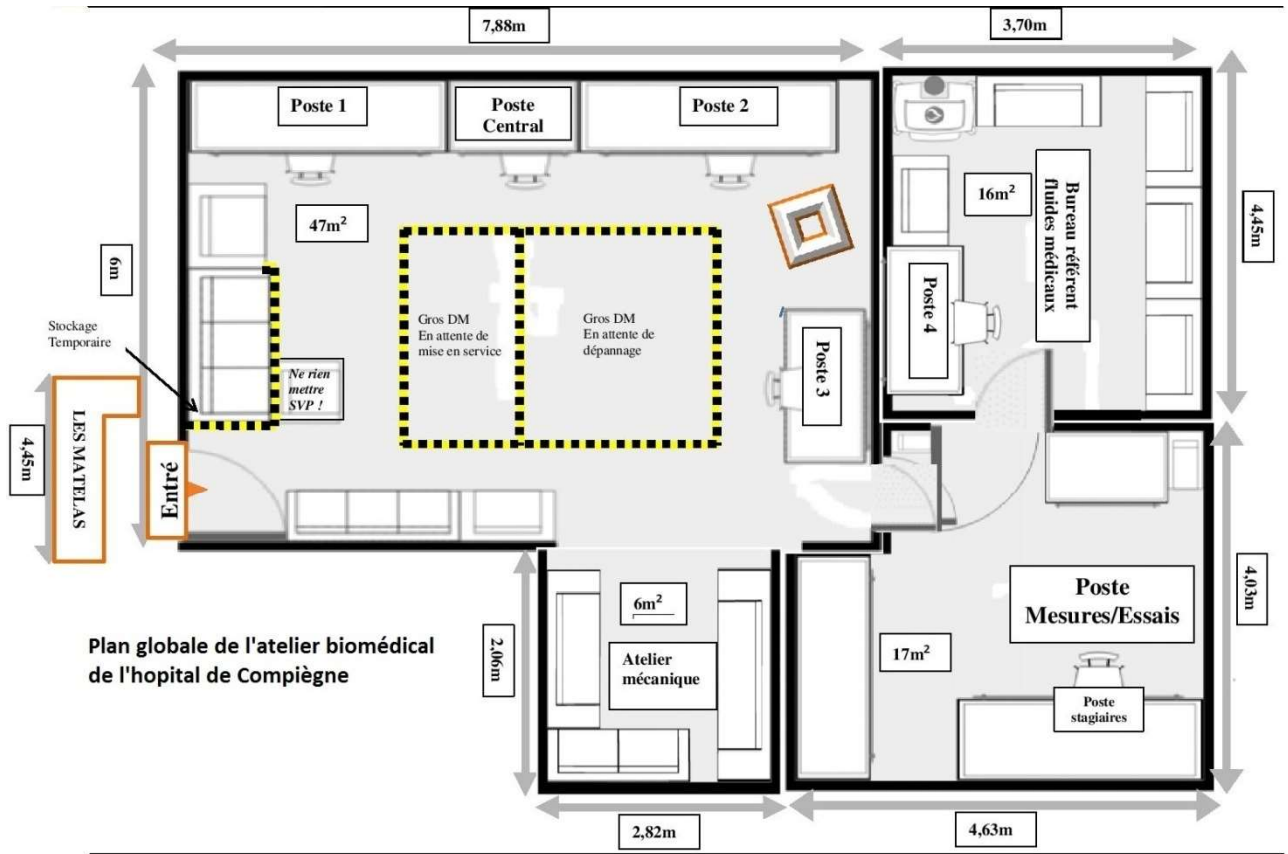 7,88m
3,70m
Poste 1
Poste
Central
Poste 2
47m²
16m²
Bureau référent
fluides médicaux
4,45m
6m
Stockage
Temporaire
Gros DM
En attente de
mise en service
Gros DM
En attente de
dépannage
Poste 3
Poste 4
Ne rien
mettre
SVP !
4,45m
LES MATELAS
Entré
Plan globale de l'atelier biomédical
de l'hopital de Compiègne
2,06m
6m²
Atelier
mécanique
17m²
Poste
Mesures/Essais
Poste
stagiaires
4,03m
2,82m
4,63m